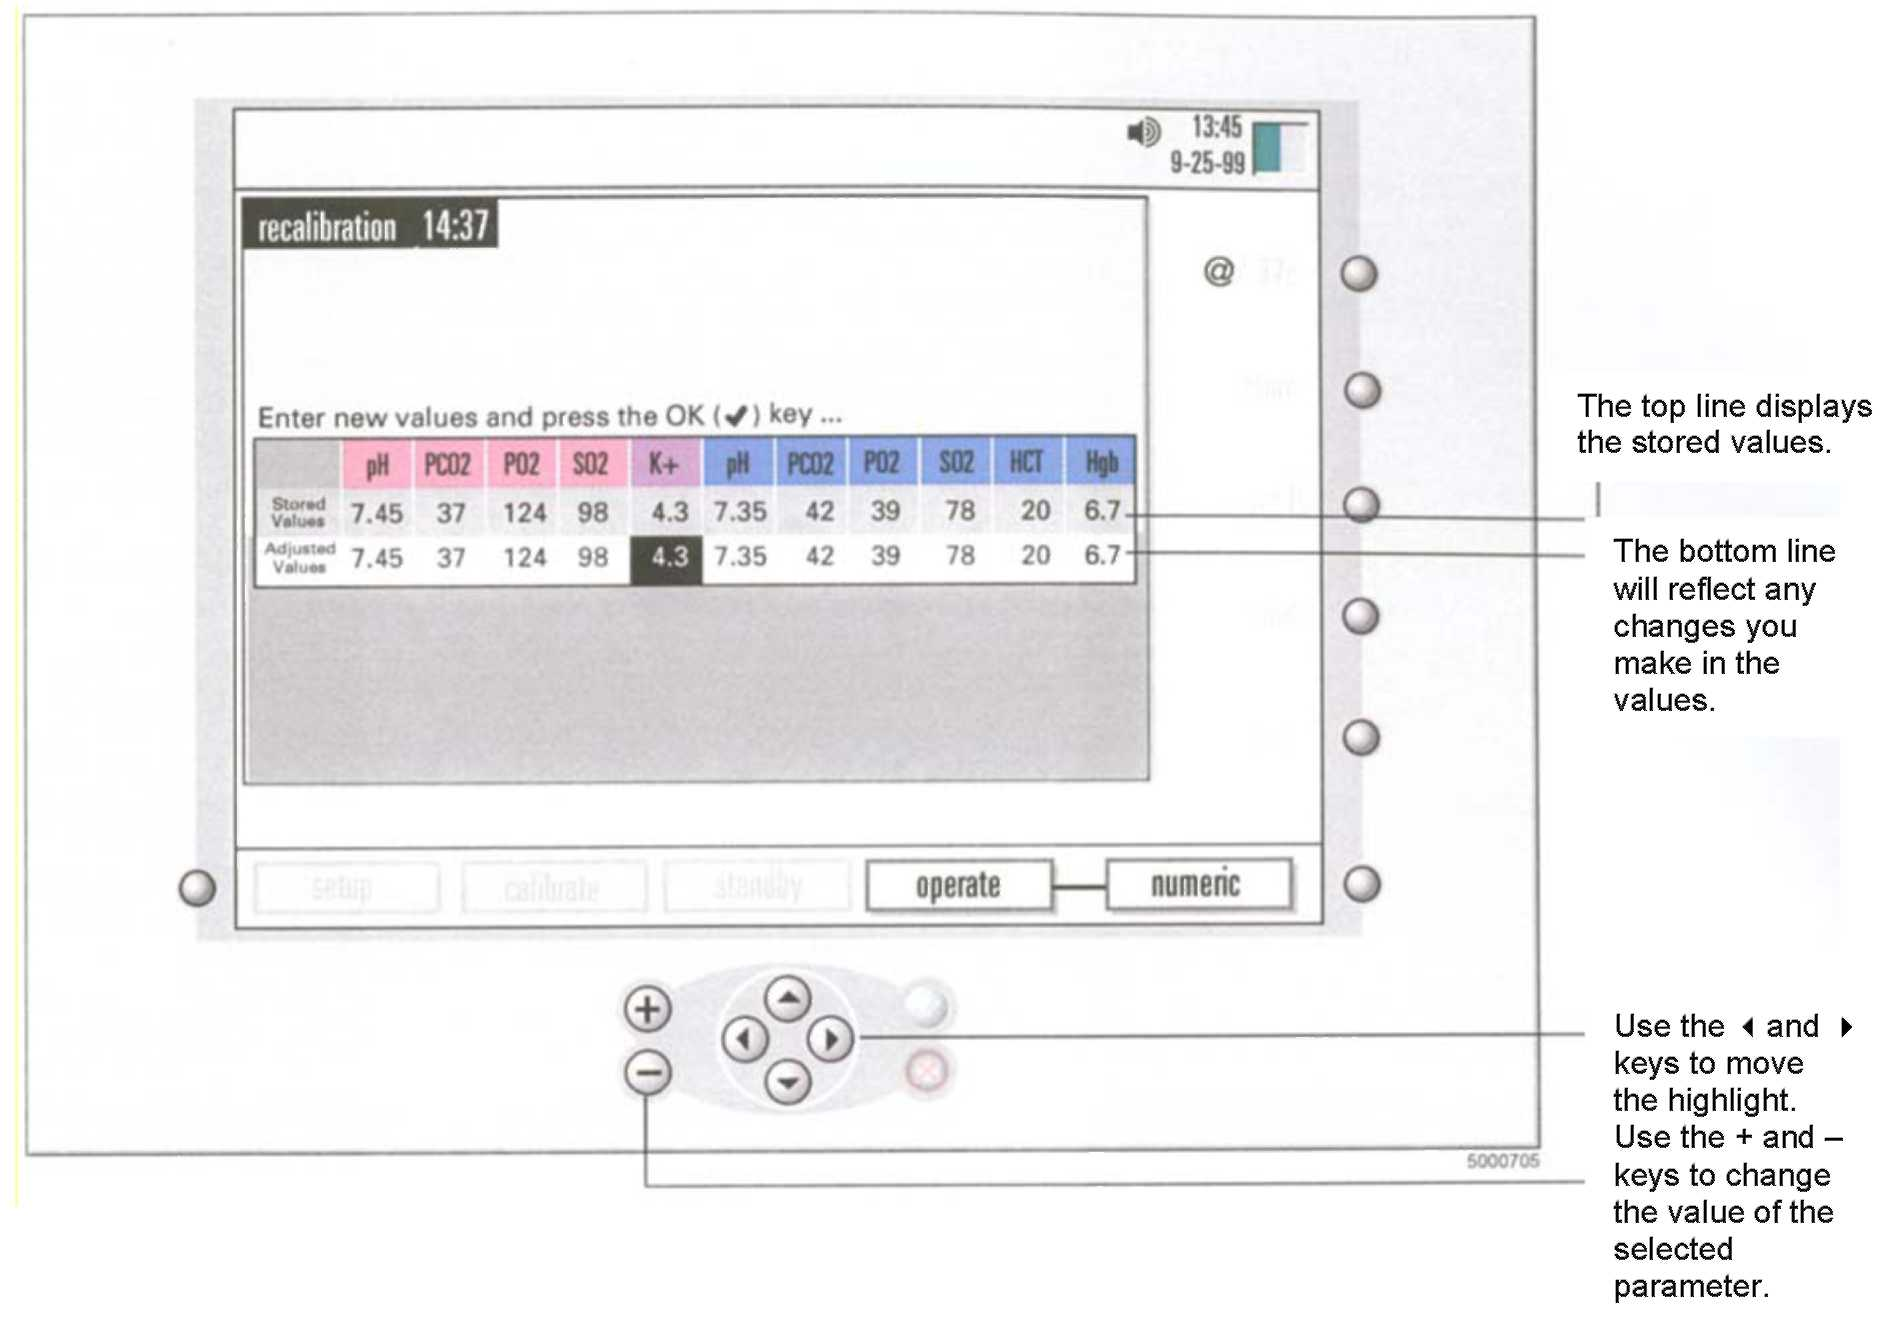 13:45
9-25-99
recalibration 14:37
@ 37c
Enter new values and press the OK (✔) key ...
pH PCO2 PO2 SO2 K+ pH PCO2 PO2 SO2 HCT Hgb
Stored Values 7.45 37 124 98 4.3 7.35 42 39 78 20 6.7
Adjusted Values 7.45 37 124 98 4.3 7.35 42 39 78 20 6.7
setup calibrate standby operate numeric
5000705
The top line displays
the stored values.
The bottom line
will reflect any
changes you
make in the
values.
Use the ◀ and ▶
keys to move
the highlight.
Use the + and –
keys to change
the value of the
selected
parameter.